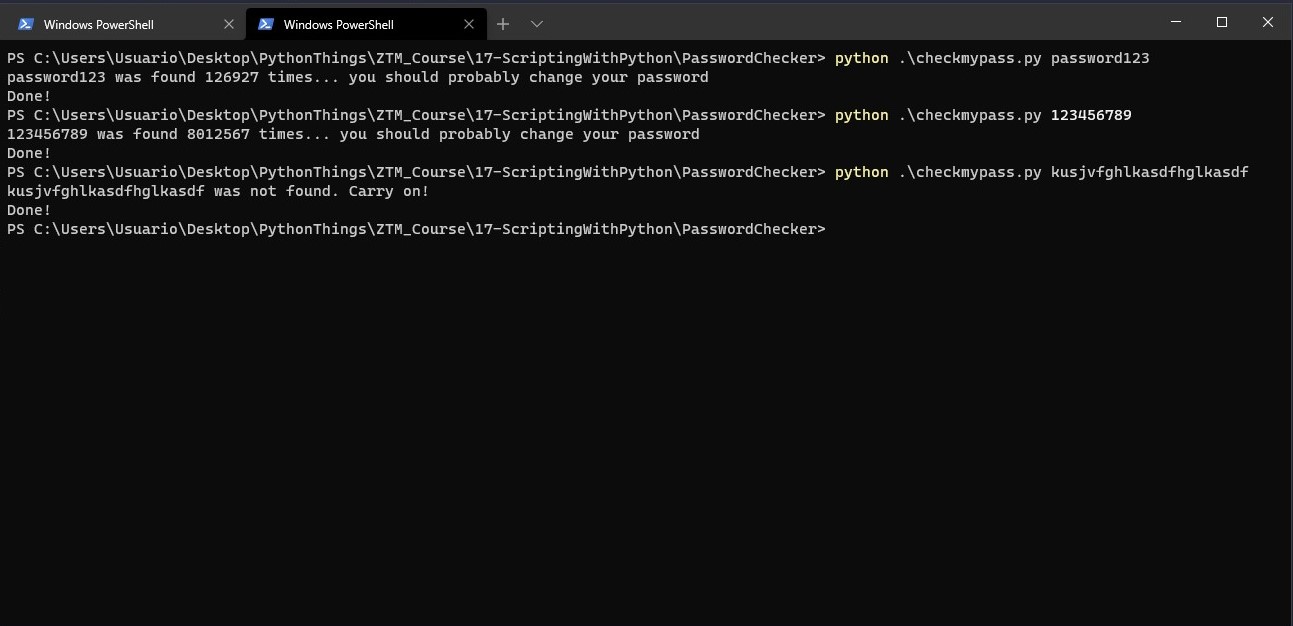 Windows PowerShell
Windows PowerShell
PS C:\Users\Usuario\Desktop\PythonThings\ZTM_Course\17-ScriptingWithPython\PasswordChecker> python .\checkmypass.py password123
password123 was found 126927 times... you should probably change your password
Done!
PS C:\Users\Usuario\Desktop\PythonThings\ZTM_Course\17-ScriptingWithPython\PasswordChecker> python .\checkmypass.py 123456789
123456789 was found 8012567 times... you should probably change your password
Done!
PS C:\Users\Usuario\Desktop\PythonThings\ZTM_Course\17-ScriptingWithPython\PasswordChecker> python .\checkmypass.py kusjvfghlkasdfhglkasdf
kusjvfghlkasdfhglkasdf was not found. Carry on!
Done!
PS C:\Users\Usuario\Desktop\PythonThings\ZTM_Course\17-ScriptingWithPython\PasswordChecker>